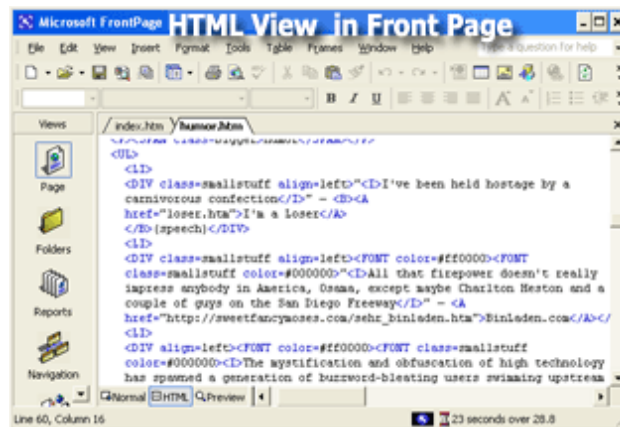 Microsoft FrontPage HTML View in Front Page
File Edit View Insert Format Tools Table Frames Window Help Type a question for help
B I U A A
Views index.htm humor.htm
<UL>
<LI>
Page <DIV class=smallstuff align=left>"<I>I've been held hostage by a
carnivorous confection</I>" – <B><A
href="loser.htm">I'm a Loser</A>
</B>(speech)</DIV>
Folders <LI>
<DIV class=smallstuff align=left><FONT color=#ff0000><FONT
class=smallstuff color=#000000>"<I>All that firepower doesn't really
impress anybody in America, Osama, except maybe Charlton Heston and a
Reports couple of guys on the San Diego Freeway</I>" – <A
href="http://sweetfancymoses.com/sehr_binladen.htm">BinLaden.com</A></
<LI>
<DIV align=left><FONT color=#ff0000><FONT class=smallstuff
color=#000000><I>The mystification and obfuscation of high technology
Navigation has spawned a generation of buzzword-bleating users swimming upstream
Normal HTML Preview
Line 60, Column 16 23 seconds over 28.8